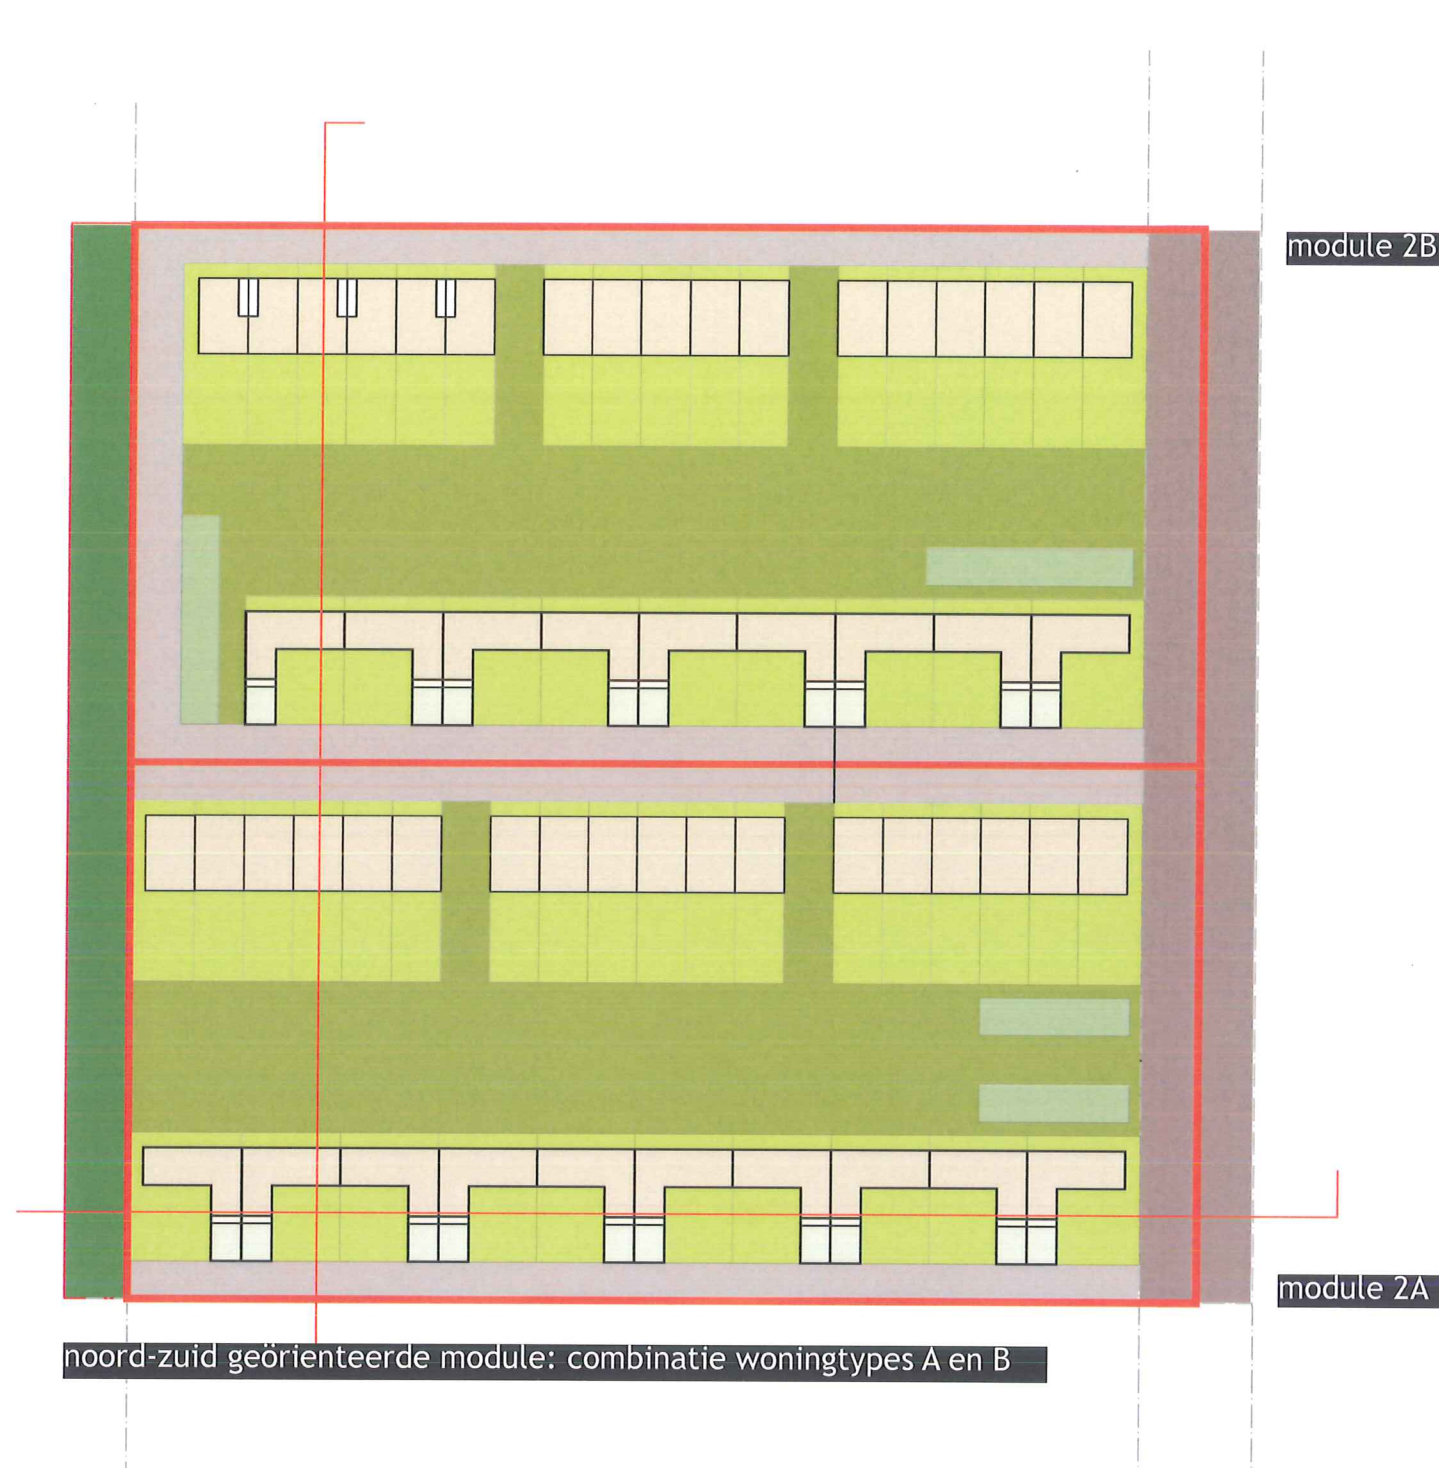 module 2B
module 2A
noord-zuid geörienteerde module: combinatie woningtypes A en B